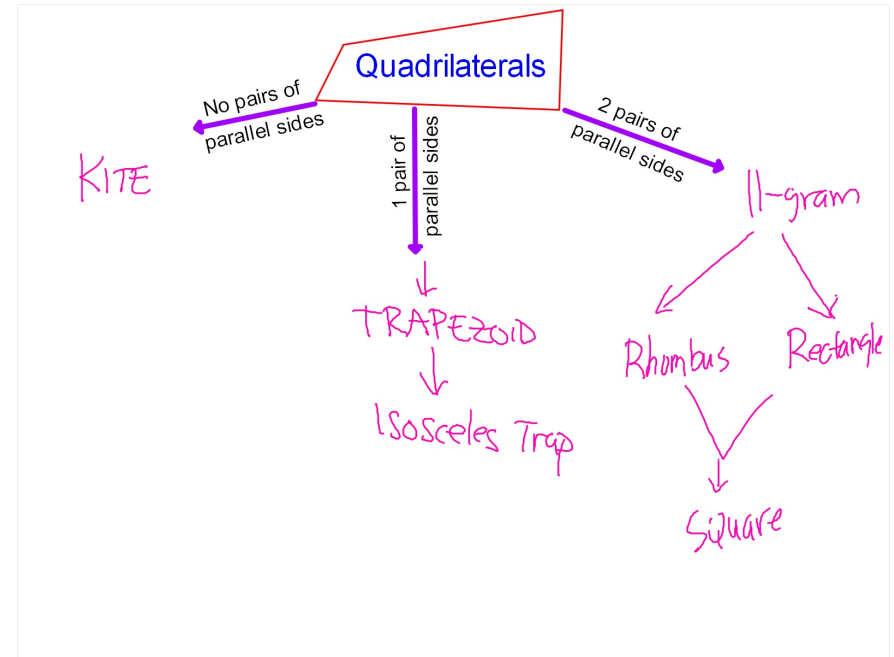 Quadrilaterals
No pairs of
parallel sides
1 pair of
parallel sides
2 pairs of
parallel sides
KITE
||-gram
TRAPEZOID
Rhombus
Rectangle
Isosceles Trap
Square